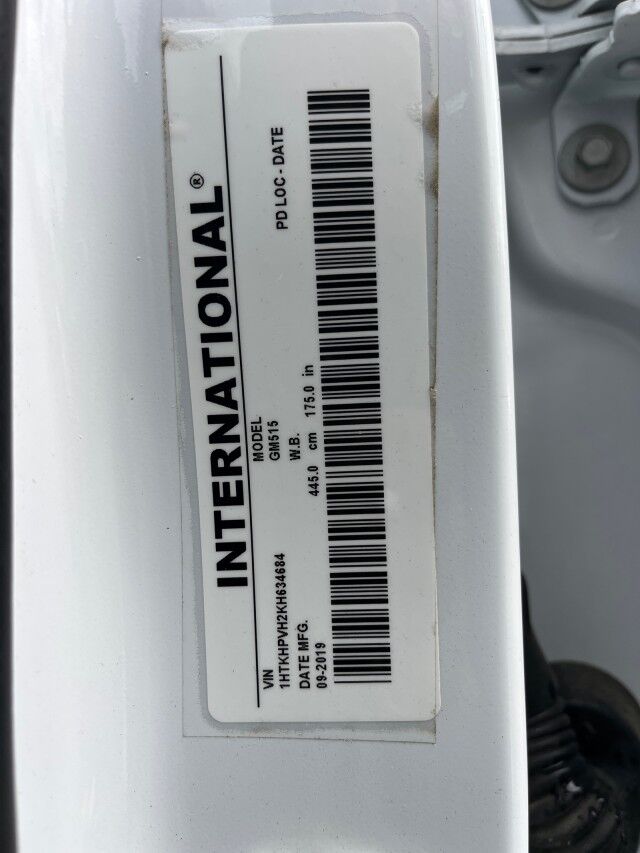 INTERNATIONAL®
VIN
1HTKHPVH2KH634684
MODEL
GM515
PD LOC - DATE
DATE MFG.
09-2019
W.B.
445.0 cm 175.0 in